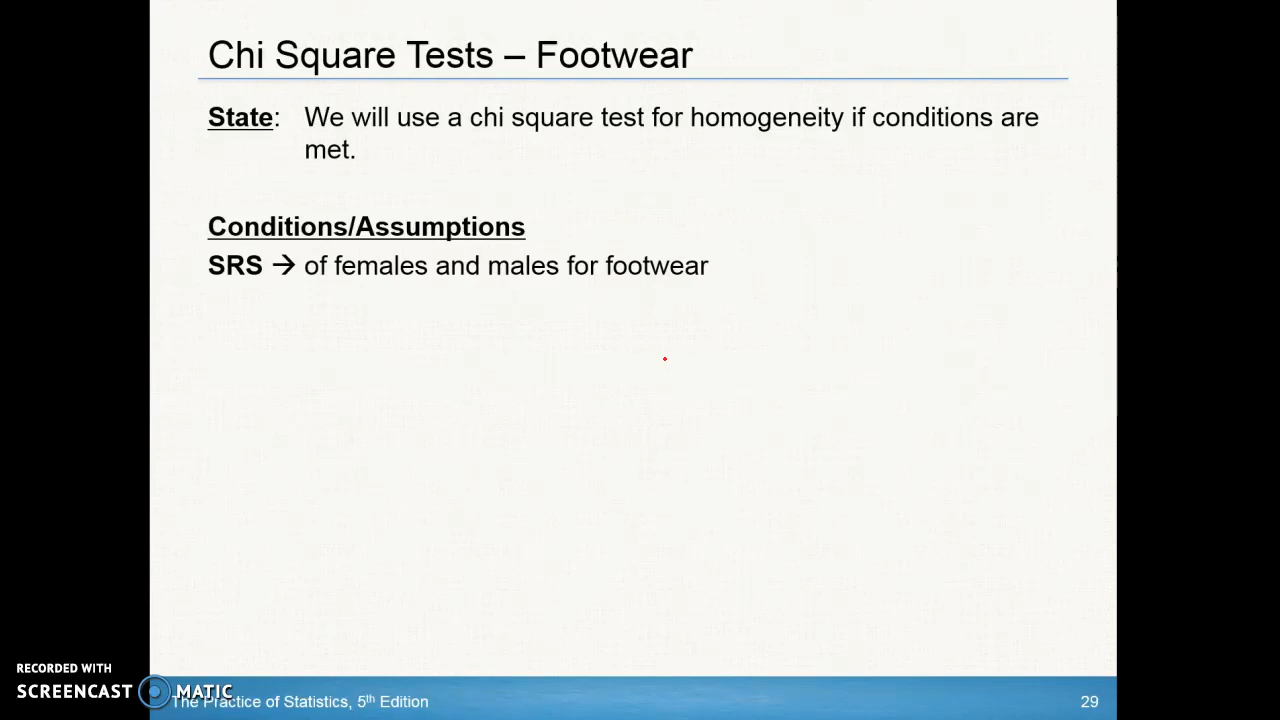 Chi Square Tests – Footwear
State: We will use a chi square test for homogeneity if conditions are
met.
Conditions/Assumptions
SRS → of females and males for footwear
RECORDED WITH
SCREENCAST MATIC
The Practice of Statistics, 5th Edition
29